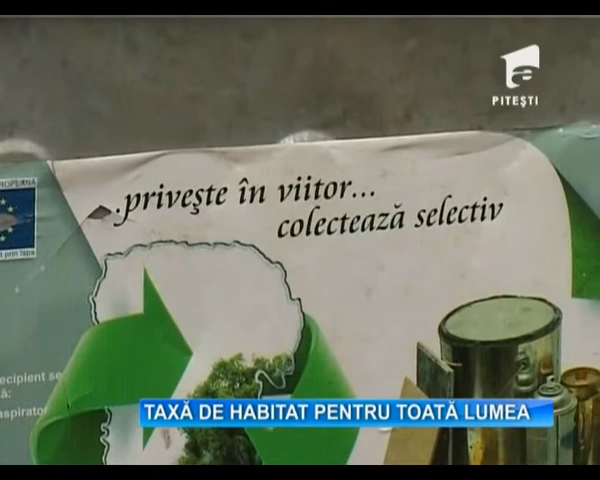 PITEŞTI
...priveşte în viitor...
colectează selectiv
TAXĂ DE HABITAT PENTRU TOATĂ LUMEA